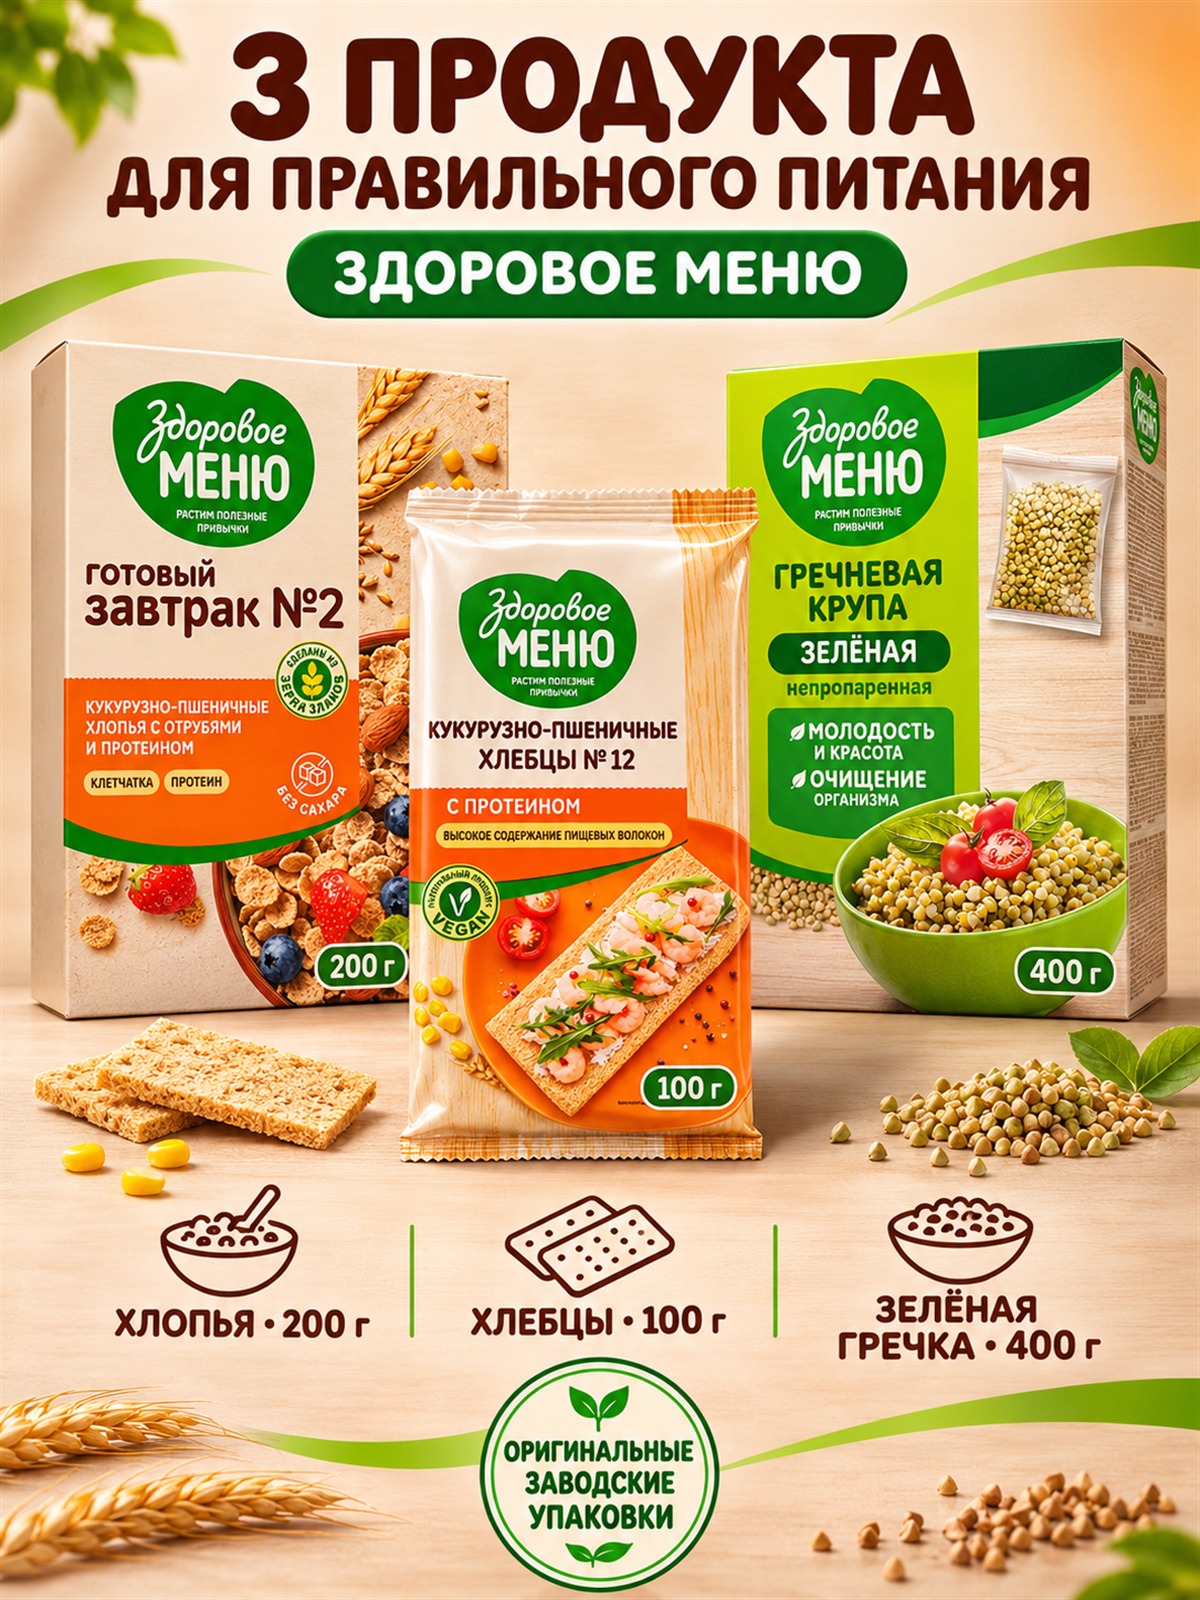 3 ПРОДУКТА
ДЛЯ ПРАВИЛЬНОГО ПИТАНИЯ
ЗДОРОВОЕ МЕНЮ
Здоровое
МЕНЮ
РАСТИМ ПОЛЕЗНЫЕ
ПРИВЫЧКИ
ГОТОВЫЙ
завтрак №2
СДЕЛАНЫ ИЗ
ЗЕРНА ЗЛАКОВ
КУКУРУЗНО-ПШЕНИЧНЫЕ
ХЛОПЬЯ С ОТРУБЯМИ
И ПРОТЕИНОМ
КЛЕТЧАТКА
ПРОТЕИН
БЕЗ САХАРА
200 г
Здоровое
МЕНЮ
РАСТИМ ПОЛЕЗНЫЕ
ПРИВЫЧКИ
КУКУРУЗНО-ПШЕНИЧНЫЕ
ХЛЕБЦЫ № 12
С ПРОТЕИНОМ
ВЫСОКОЕ СОДЕРЖАНИЕ ПИЩЕВЫХ ВОЛОКОН
VEGAN
100 г
Здоровое
МЕНЮ
РАСТИМ ПОЛЕЗНЫЕ
ПРИВЫЧКИ
ГРЕЧНЕВАЯ
КРУПА
ЗЕЛЁНАЯ
непропаренная
МОЛОДОСТЬ
И КРАСОТА
ОЧИЩЕНИЕ
ОРГАНИЗМА
400 г
Здоровое
МЕНЮ
ХЛОПЬЯ • 200 г
ХЛЕБЦЫ • 100 г
ЗЕЛЁНАЯ
ГРЕЧКА • 400 г
ОРИГИНАЛЬНЫЕ
ЗАВОДСКИЕ
УПАКОВКИ